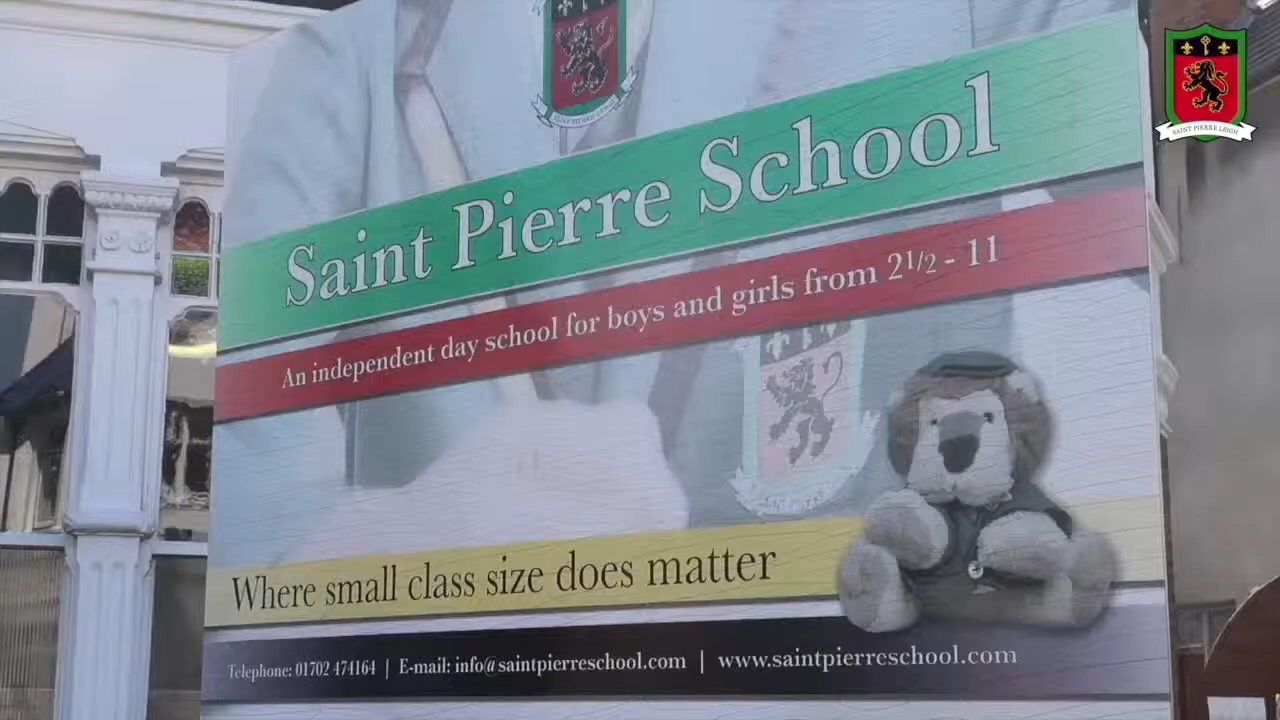 SAINT PIERRE LEIGH
Saint Pierre School
An independent day school for boys and girls from 2½ - 11
Where small class size does matter
Telephone: 01702 474164 | E-mail: info@saintpierreschool.com | www.saintpierreschool.com